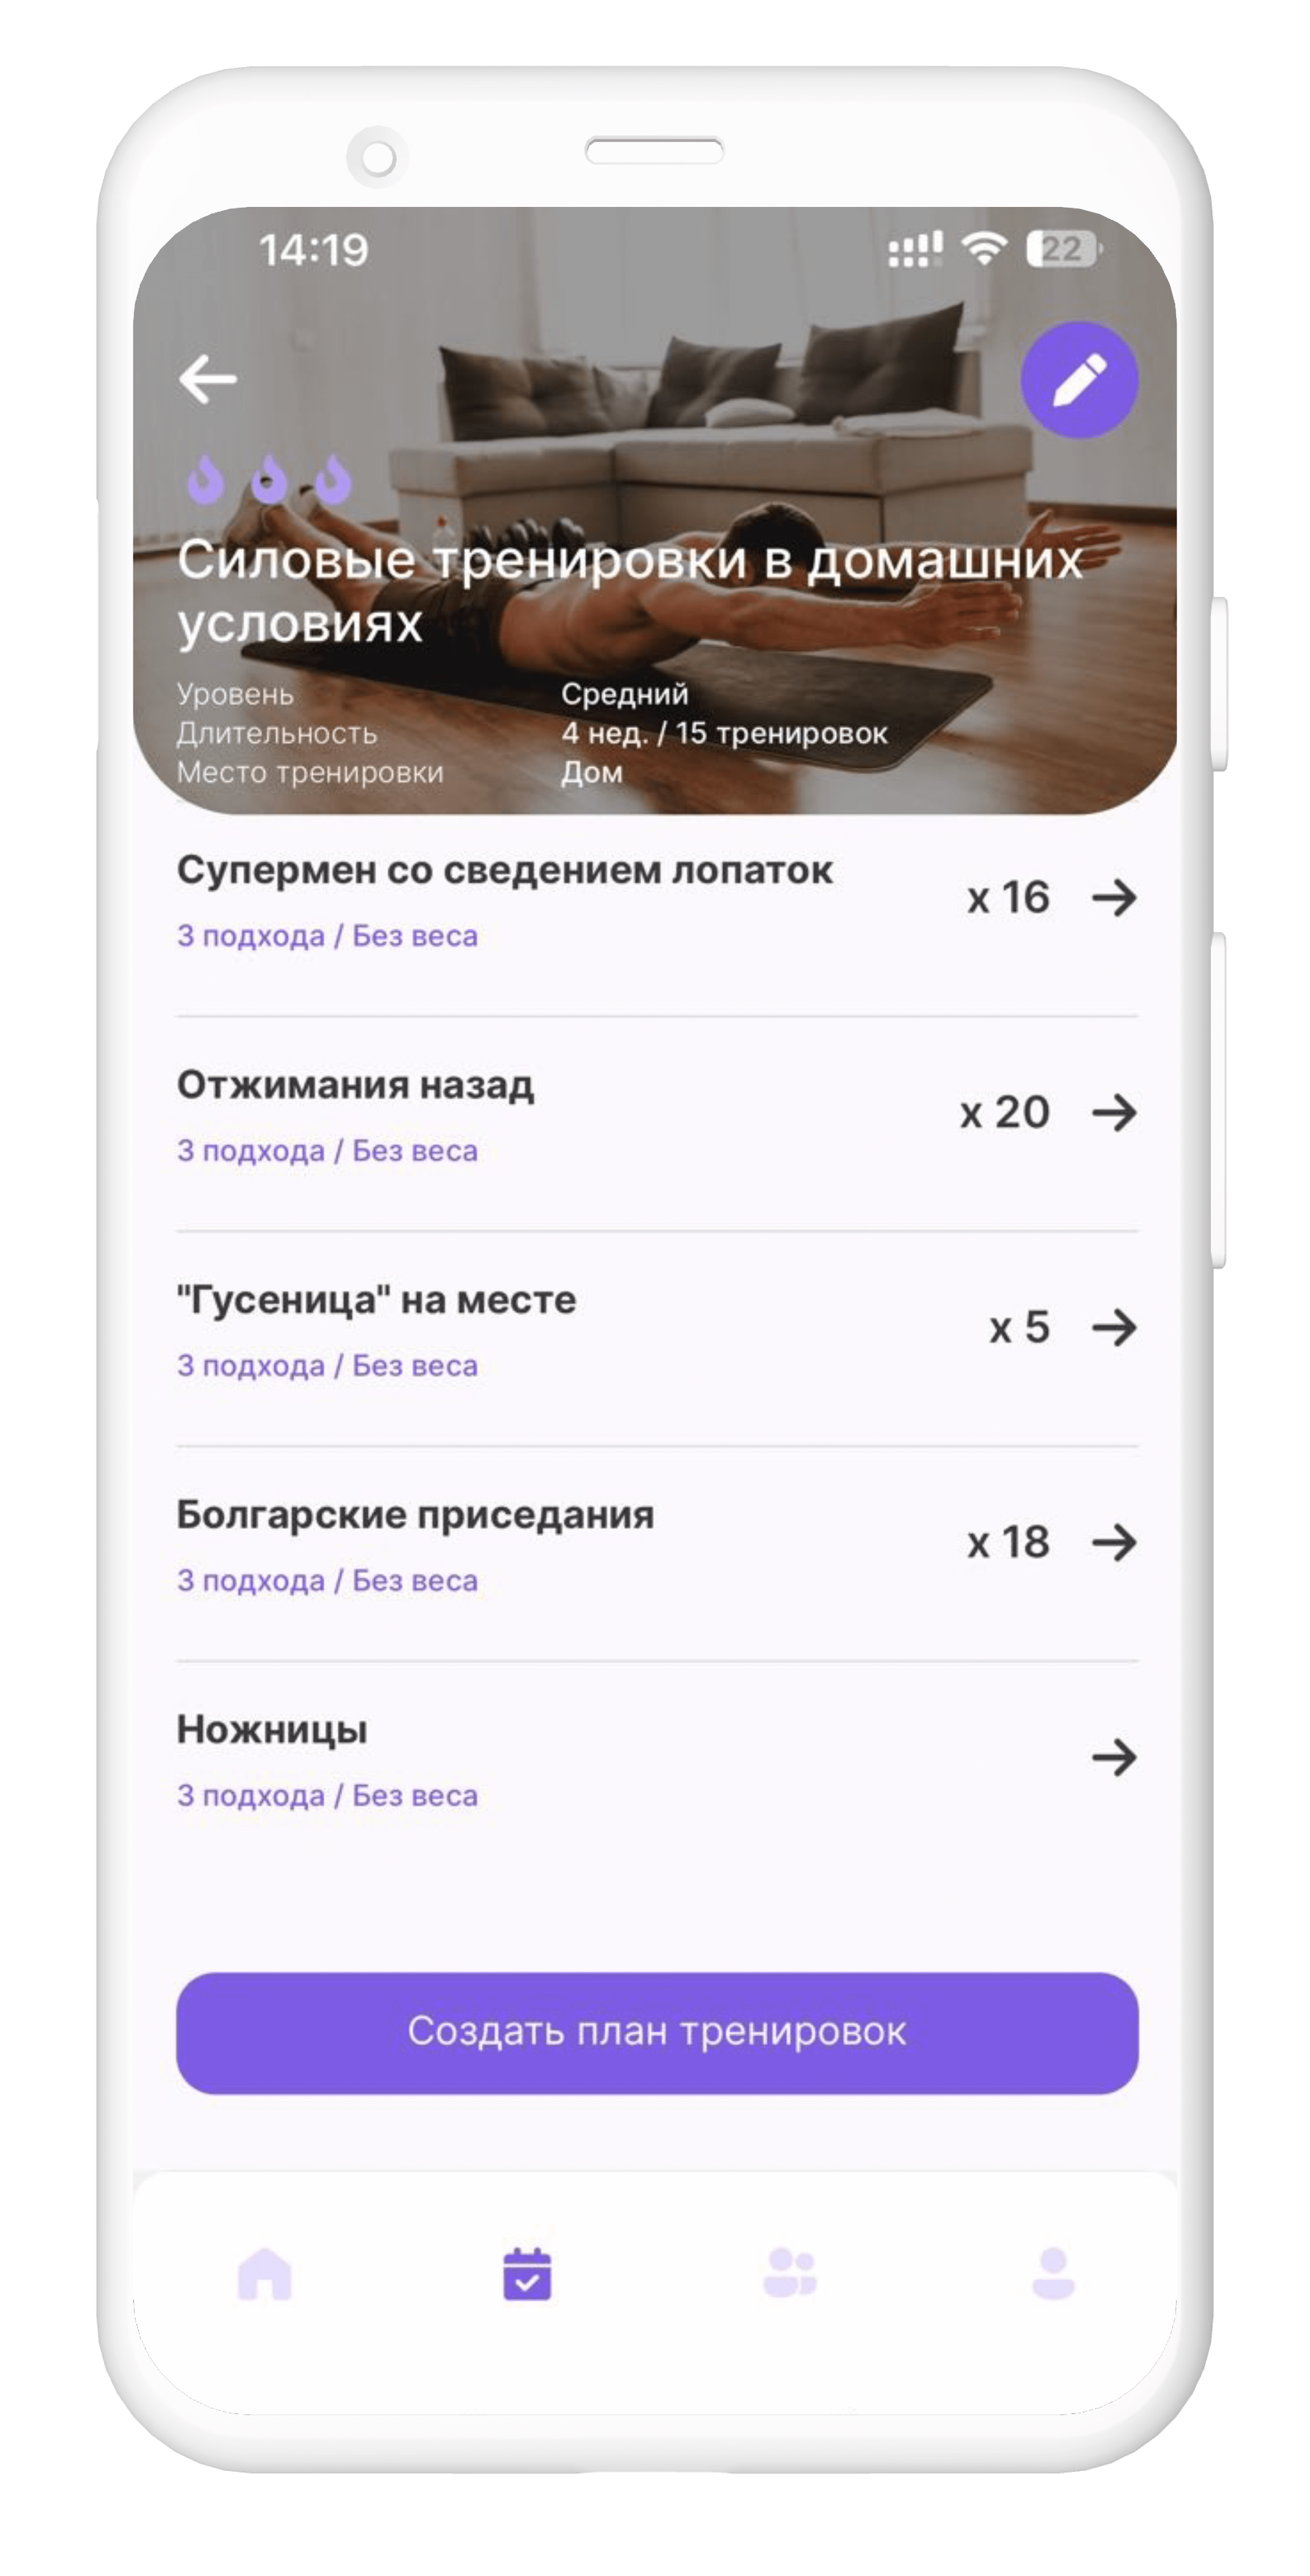 14:19
22
Силовые тренировки в домашних
условиях
Уровень Средний
Длительность 4 нед. / 15 тренировок
Место тренировки Дом
Супермен со сведением лопаток
x 16
3 подхода / Без веса
Отжимания назад
x 20
3 подхода / Без веса
"Гусеница" на месте
x 5
3 подхода / Без веса
Болгарские приседания
x 18
3 подхода / Без веса
Ножницы
3 подхода / Без веса
Создать план тренировок